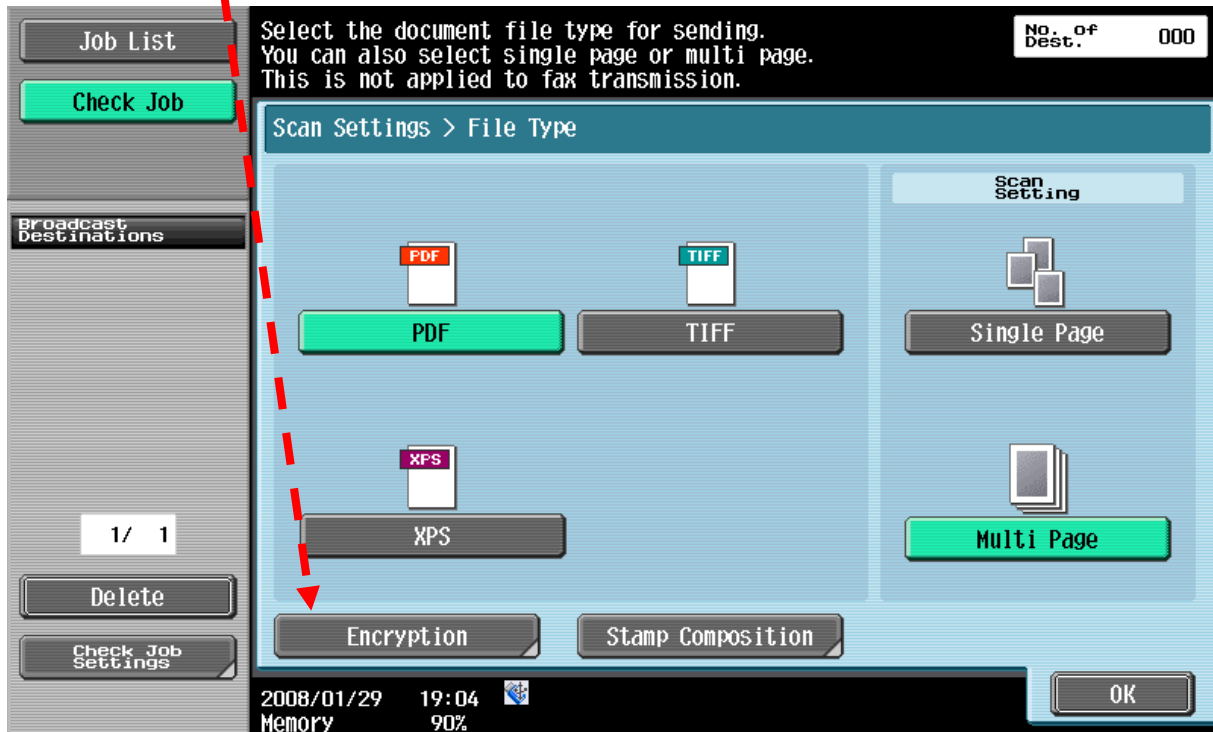 Job List
Check Job
Broadcast
Destinations
1/ 1
Delete
Check Job
Settings
Select the document file type for sending.
You can also select single page or multi page.
This is not applied to fax transmission.
No. of
Dest. 000
Scan Settings > File Type
Scan
Setting
PDF
TIFF
PDF
TIFF
Single Page
XPS
XPS
Multi Page
Encryption
Stamp Composition
OK
2008/01/29 19:04
Memory 90%